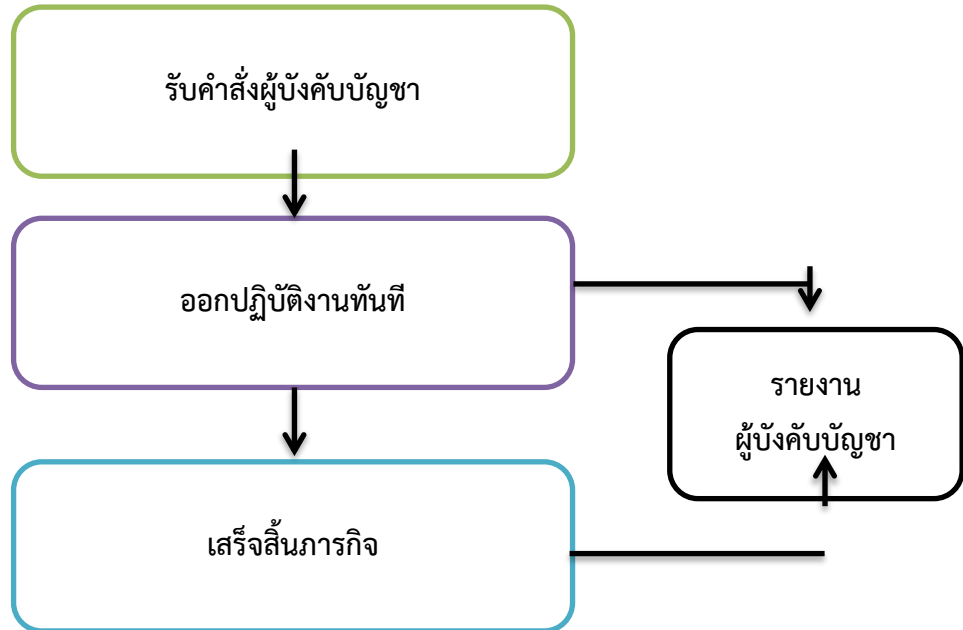 รับคำสั่งผู้บังคับบัญชา
ออกปฏิบัติงานทันที
รายงาน
ผู้บังคับบัญชา
เสร็จสิ้นภารกิจ